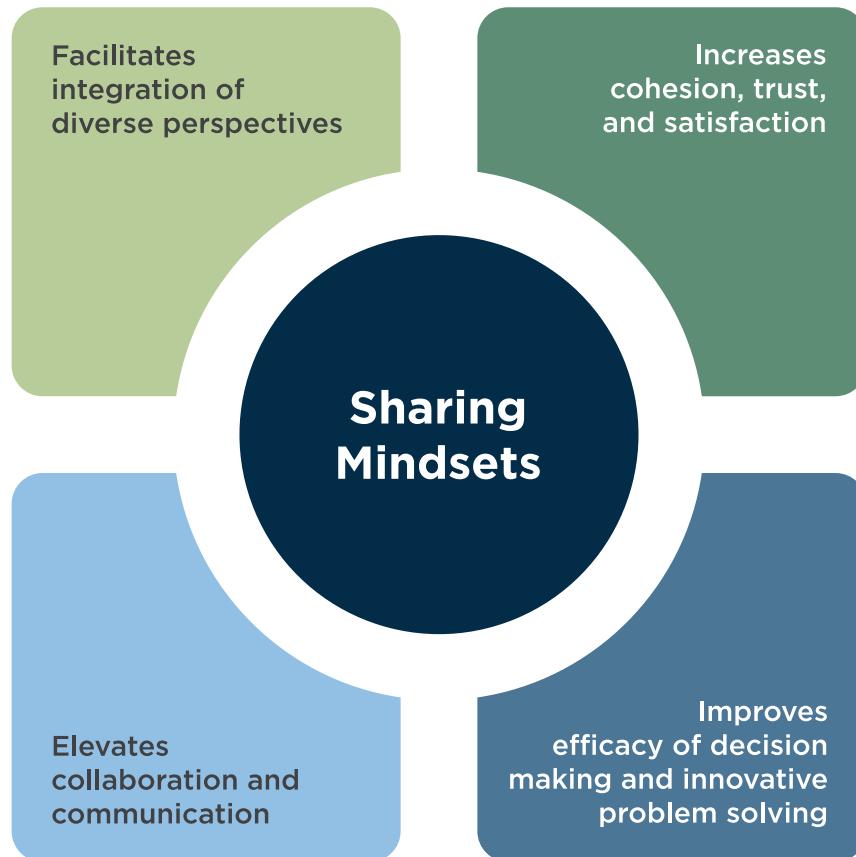 Facilitates
integration of
diverse perspectives
Increases
cohesion, trust,
and satisfaction
Sharing
Mindsets
Elevates
collaboration and
communication
Improves
efficacy of decision
making and innovative
problem solving